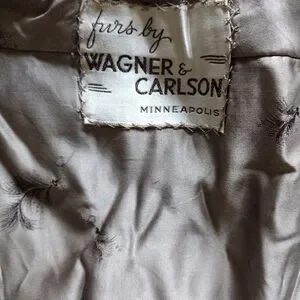 furs by
WAGNER &
CARLSON
MINNEAPOLIS